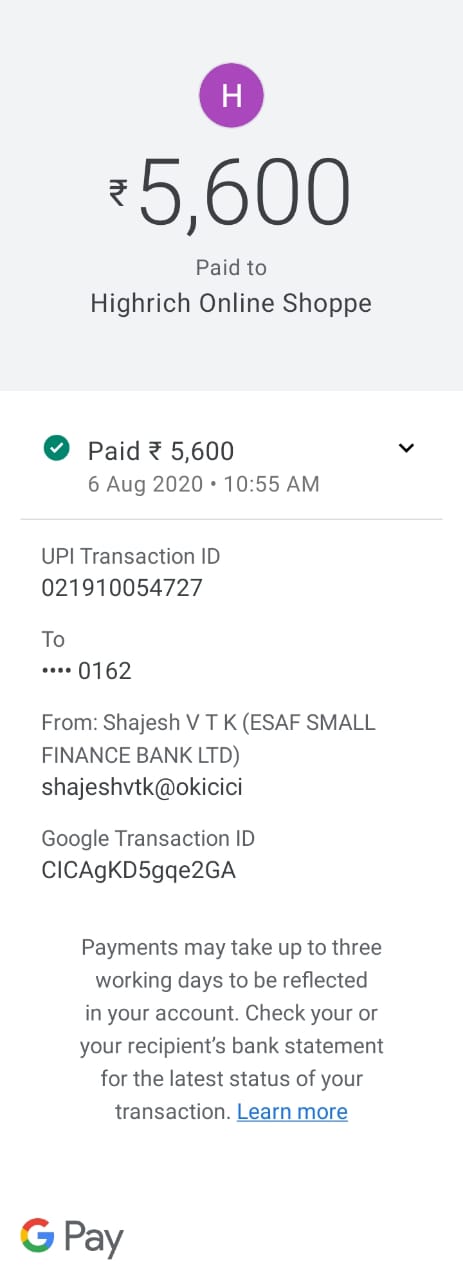 H
₹5,600
Paid to
Highrich Online Shoppe
Paid ₹ 5,600
6 Aug 2020 • 10:55 AM
UPI Transaction ID
021910054727
To
•••• 0162
From: Shajesh V T K (ESAF SMALL
FINANCE BANK LTD)
shajeshvtk@okicici
Google Transaction ID
CICAgKD5gqe2GA
Payments may take up to three
working days to be reflected
in your account. Check your or
your recipient’s bank statement
for the latest status of your
transaction. Learn more
G Pay